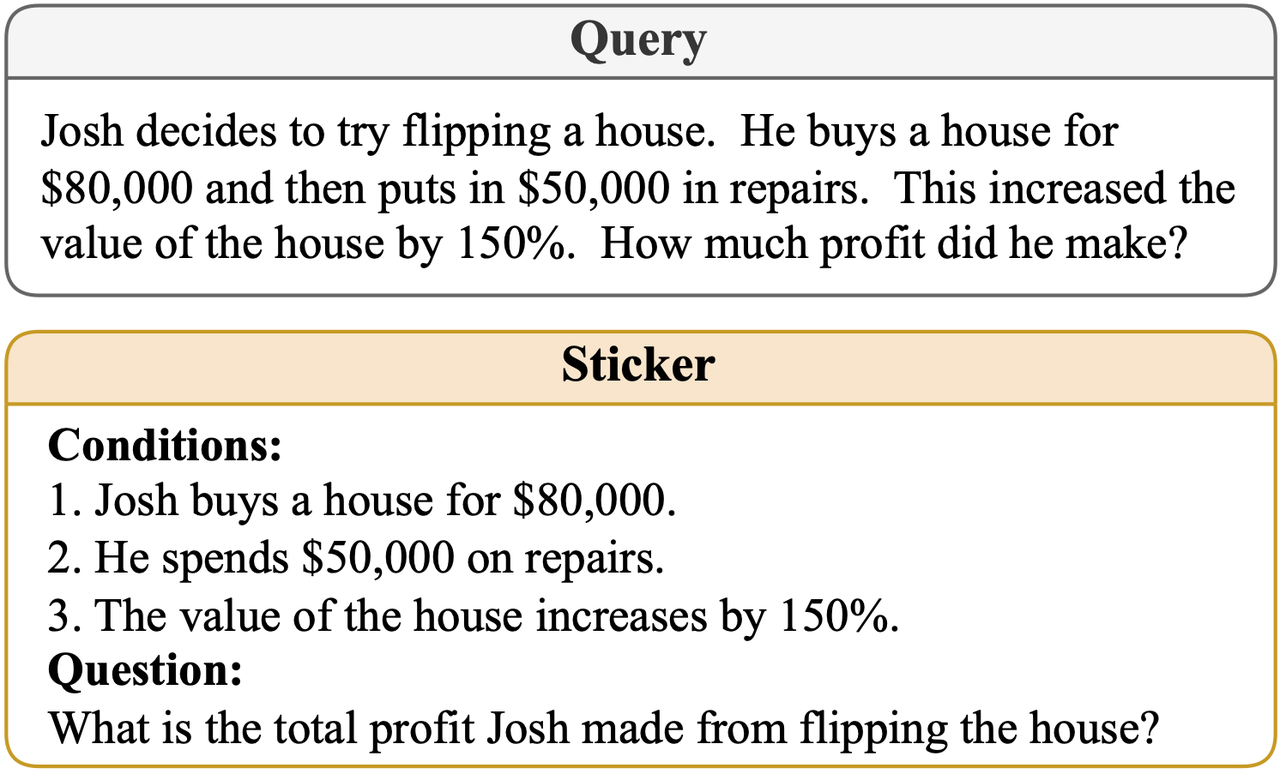 Query
Josh decides to try flipping a house.  He buys a house for
$80,000 and then puts in $50,000 in repairs.  This increased the
value of the house by 150%.  How much profit did he make?
Sticker
Conditions:
1. Josh buys a house for $80,000.
2. He spends $50,000 on repairs.
3. The value of the house increases by 150%.
Question:
What is the total profit Josh made from flipping the house?